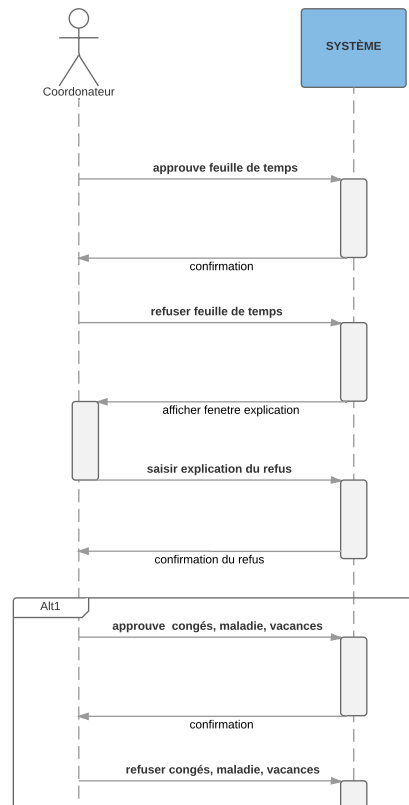 SYSTÈME
Coordonateur
approuve feuille de temps
confirmation
refuser feuille de temps
afficher fenetre explication
saisir explication du refus
confirmation du refus
Alt1
approuve congés, maladie, vacances
confirmation
refuser congés, maladie, vacances